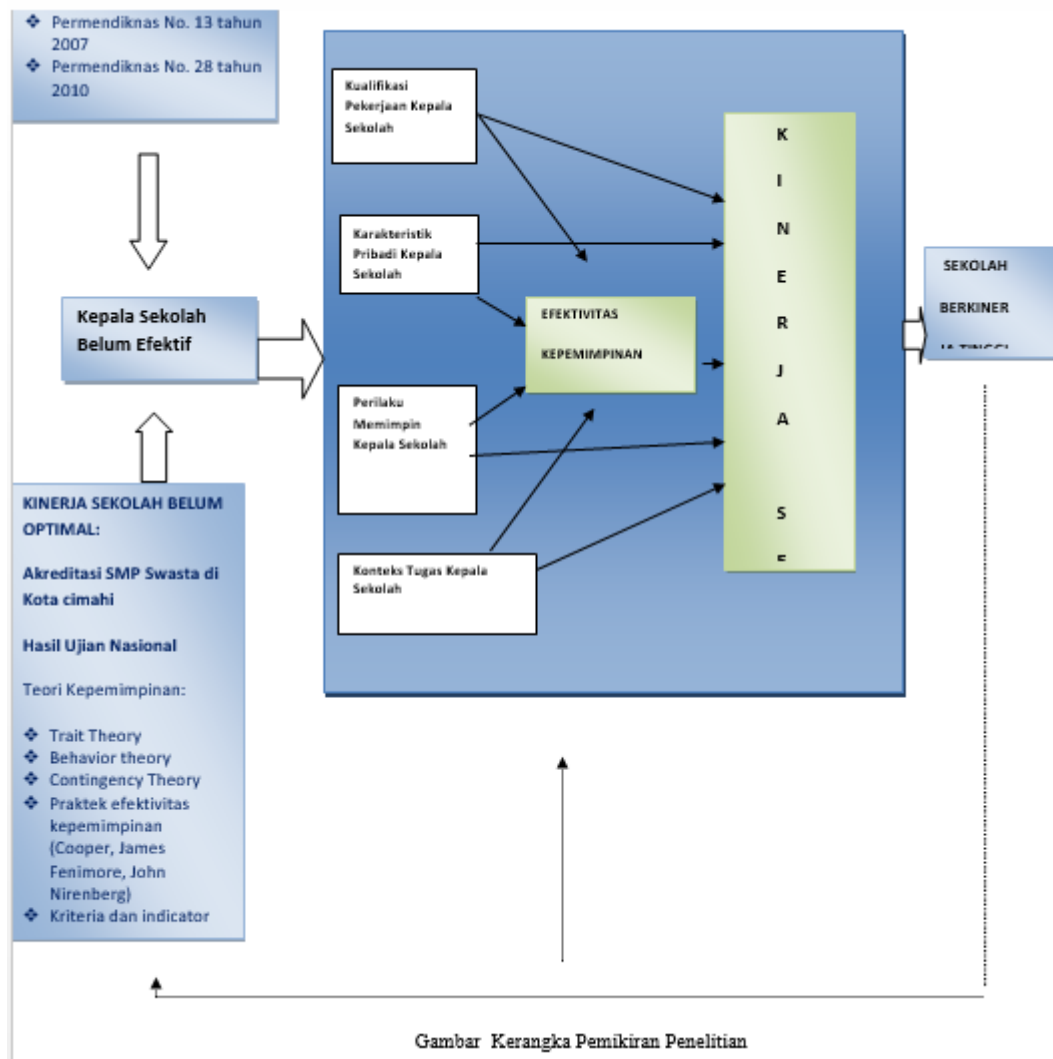 ❖ Permendiknas No. 13 tahun
2007
❖ Permendiknas No. 28 tahun
2010
Kepala Sekolah
Belum Efektif
KINERJA SEKOLAH BELUM
OPTIMAL:
Akreditasi SMP Swasta di
Kota cimahi
Hasil Ujian Nasional
Teori Kepemimpinan:
❖ Trait Theory
❖ Behavior theory
❖ Contingency Theory
❖ Praktek efektivitas
kepemimpinan
(Cooper, James
Fenimore, John
Nirenberg)
❖ Kriteria dan indicator
Kualifikasi
Pekerjaan Kepala
Sekolah
Karakteristik
Pribadi Kepala
Sekolah
Perilaku
Memimpin
Kepala Sekolah
Konteks Tugas Kepala
Sekolah
EFEKTIVITAS
KEPEMIMPINAN
K
I
N
E
R
J
A
S
E
SEKOLAH
BERKINER
JA TINGGI
Gambar Kerangka Pemikiran Penelitian